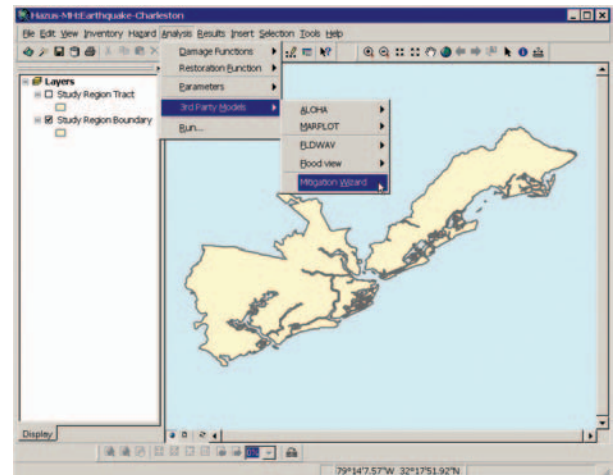 Hazus-MH:Earthquake-Charleston
File Edit View Inventory Hazard Analysis Results Insert Selection Tools Help
Damage Functions
Restoration Function
Parameters
3rd Party Models
Run...
ALOHA
MARPLOT
FLDWAV
Flood view
Mitigation Wizard
Layers
Study Region Tract
Study Region Boundary
Display
79°14'7.57"W 32°17'51.92"N